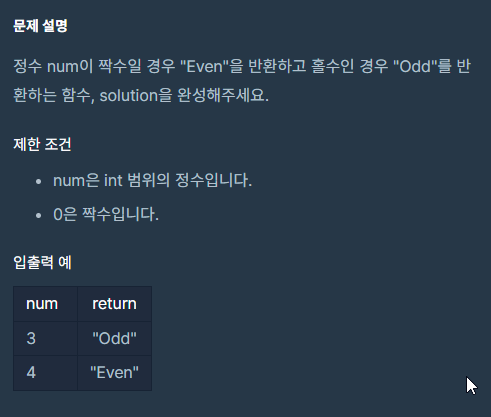 문제 설명
정수 num이 짝수일 경우 "Even"을 반환하고 홀수인 경우 "Odd"를 반
환하는 함수, solution을 완성해주세요.
제한 조건
• num은 int 범위의 정수입니다.
• 0은 짝수입니다.
입출력 예
num return
3 "Odd"
4 "Even"